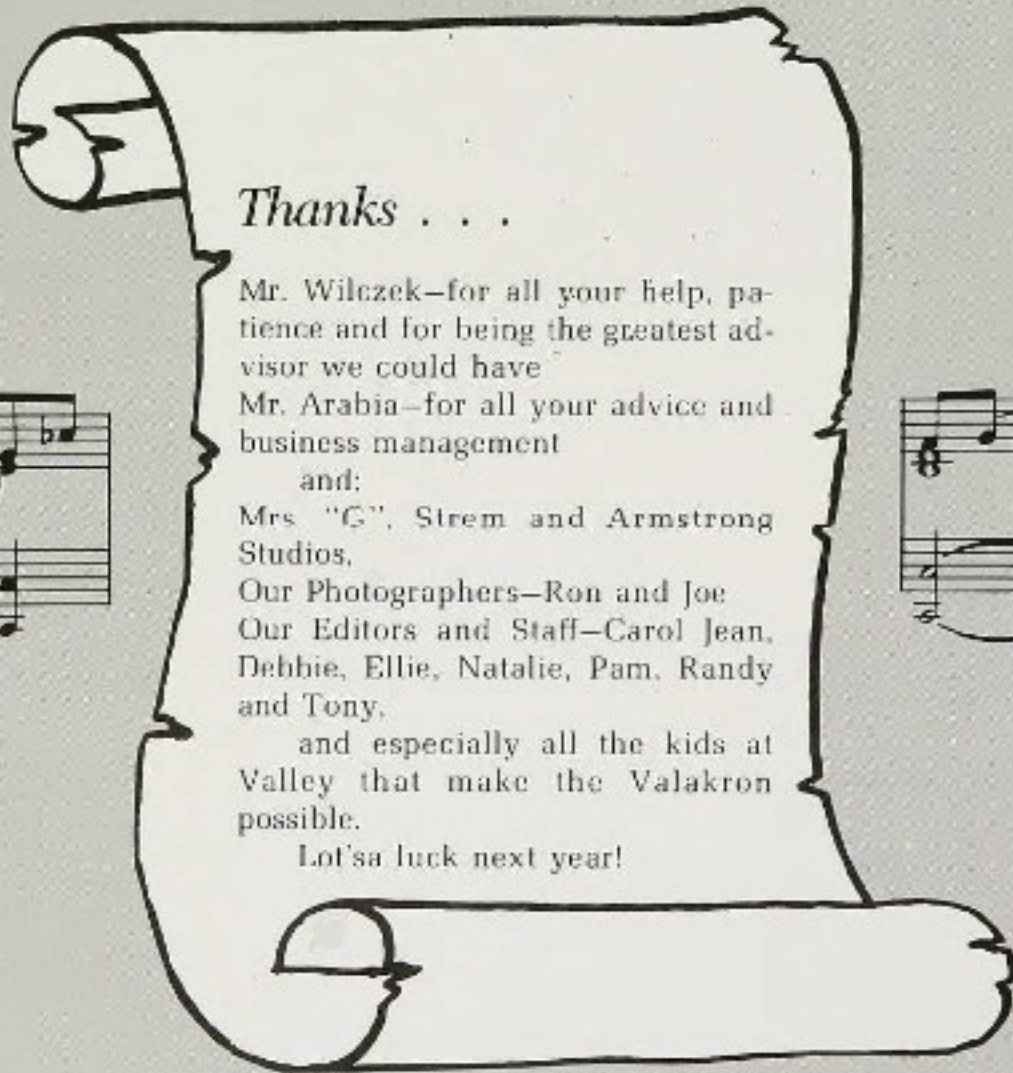 Thanks . . .
Mr. Wilczek—for all your help, pa-
tience and for being the greatest ad-
visor we could have
Mr. Arabia—for all your advice and
business management
and:
Mrs "G", Strem and Armstrong
Studios,
Our Photographers—Ron and Joe
Our Editors and Staff—Carol Jean,
Debbie, Ellie, Natalie, Pam, Randy
and Tony,
and especially all the kids at
Valley that make the Valakron
possible.
Lot'sa luck next year!